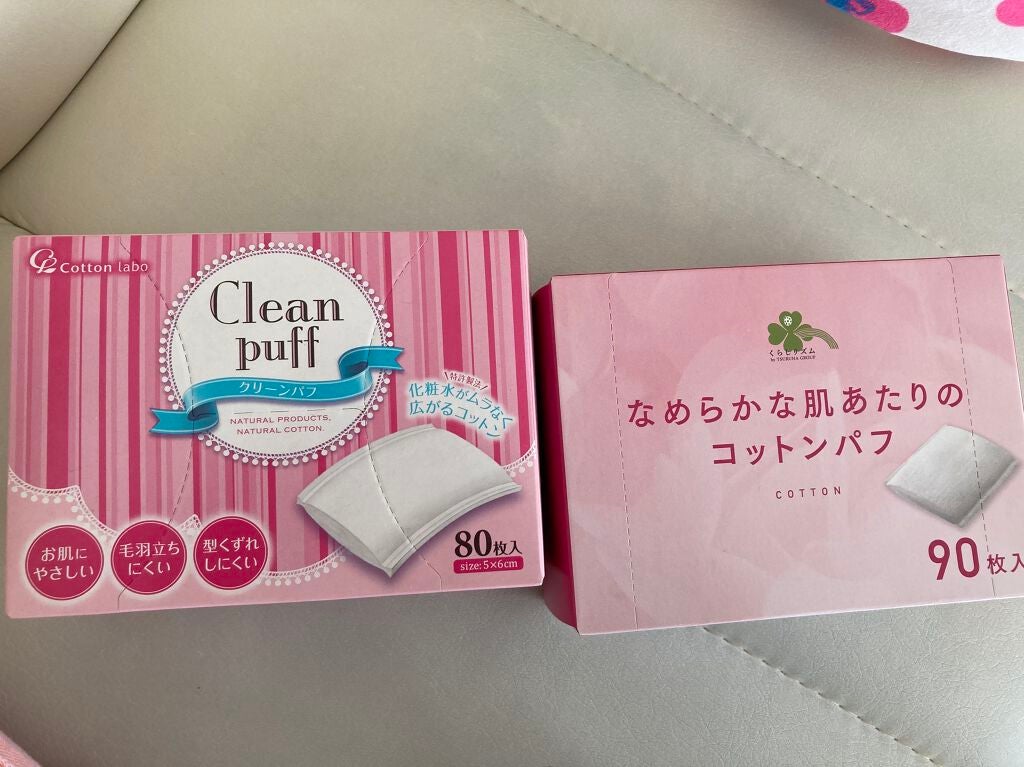 Cotton labo
Clean
puff
クリーンパフ
NATURAL PRODUCTS,
NATURAL COTTON.
特許製法
化粧水がムラなく
広がるコットン
お肌に
やさしい
毛羽立ち
にくい
型くずれ
しにくい
80枚入
size:5×6cm
くらしリズム
by TSURUHA GROUP
なめらかな肌あたりの
コットンパフ
COTTON
90枚入